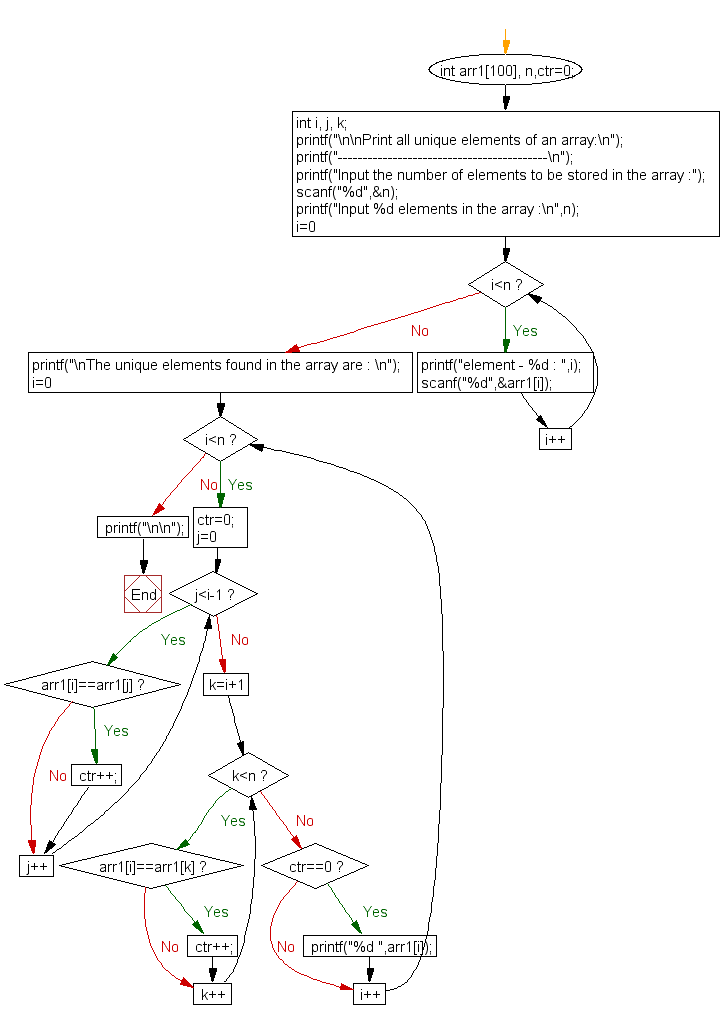 int arr1[100], n,ctr=0;
int i, j, k;
printf("\n\nPrint all unique elements of an array:\n");
printf("------------------------------------------\n");
printf("Input the number of elements to be stored in the array :");
scanf("%d",&n);
printf("Input %d elements in the array :\n",n);
i=0
i<n ?
No
Yes
printf("\nThe unique elements found in the array are : \n");
i=0
printf("element - %d : ",i);
scanf("%d",&arr1[i]);
i++
i<n ?
No
Yes
printf("\n\n");
ctr=0;
j=0
End
j<i-1 ?
Yes
No
arr1[i]==arr1[j] ?
k=i+1
Yes
No
ctr++;
k<n ?
Yes
No
j++
arr1[i]==arr1[k] ?
ctr==0 ?
Yes
Yes
No
ctr++;
No
printf("%d ",arr1[i]);
k++
i++